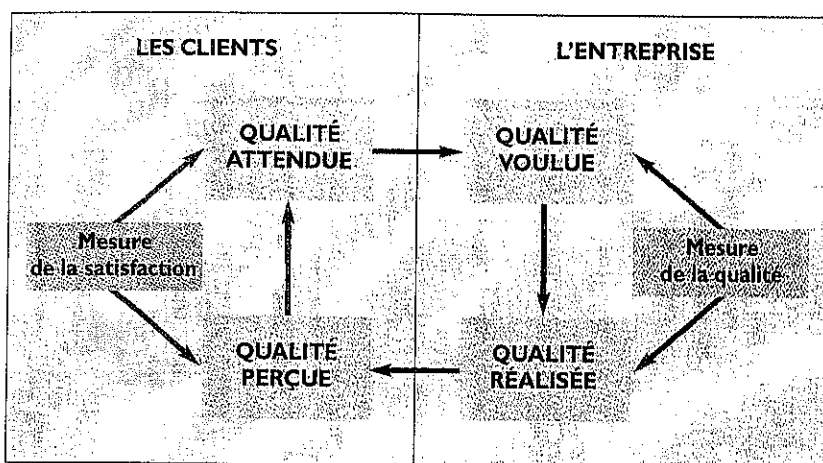 LES CLIENTS
L'ENTREPRISE
QUALITÉ
ATTENDUE
QUALITÉ
VOULUE
Mesure
de la satisfaction
Mesure
de la qualité
QUALITÉ
PERÇUE
QUALITÉ
RÉALISÉE